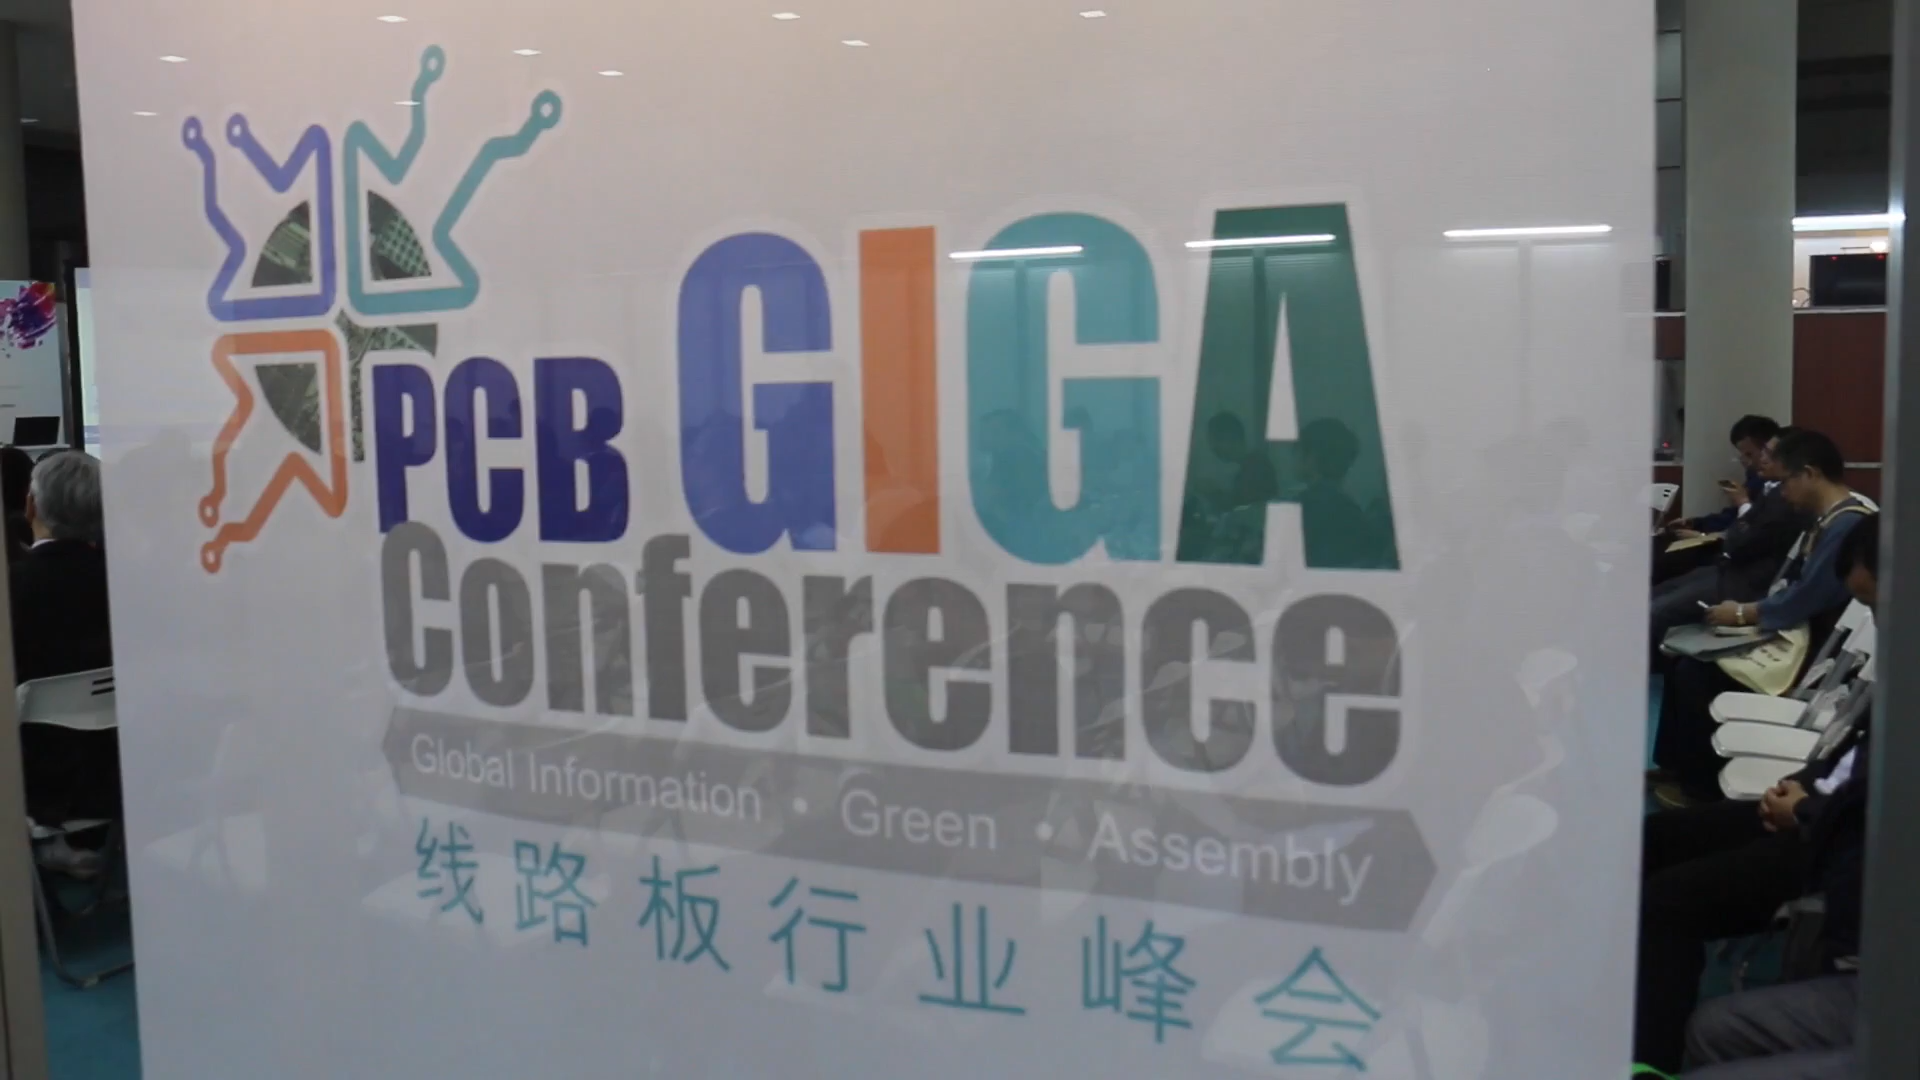 PCB GIGA
Conference
Global Information • Green • Assembly
线路板行业峰会